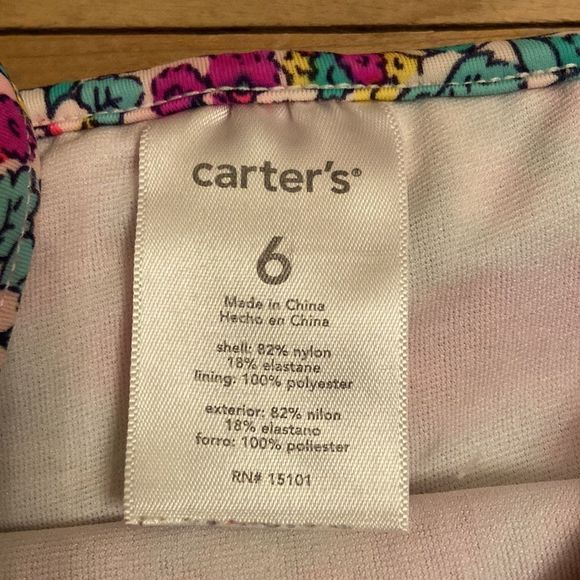 carter's®
6
Made in China
Hecho en China
shell: 82% nylon
18% elastane
lining: 100% polyester
exterior: 82% nilon
18% elastano
forro: 100% poliester
RN# 15101